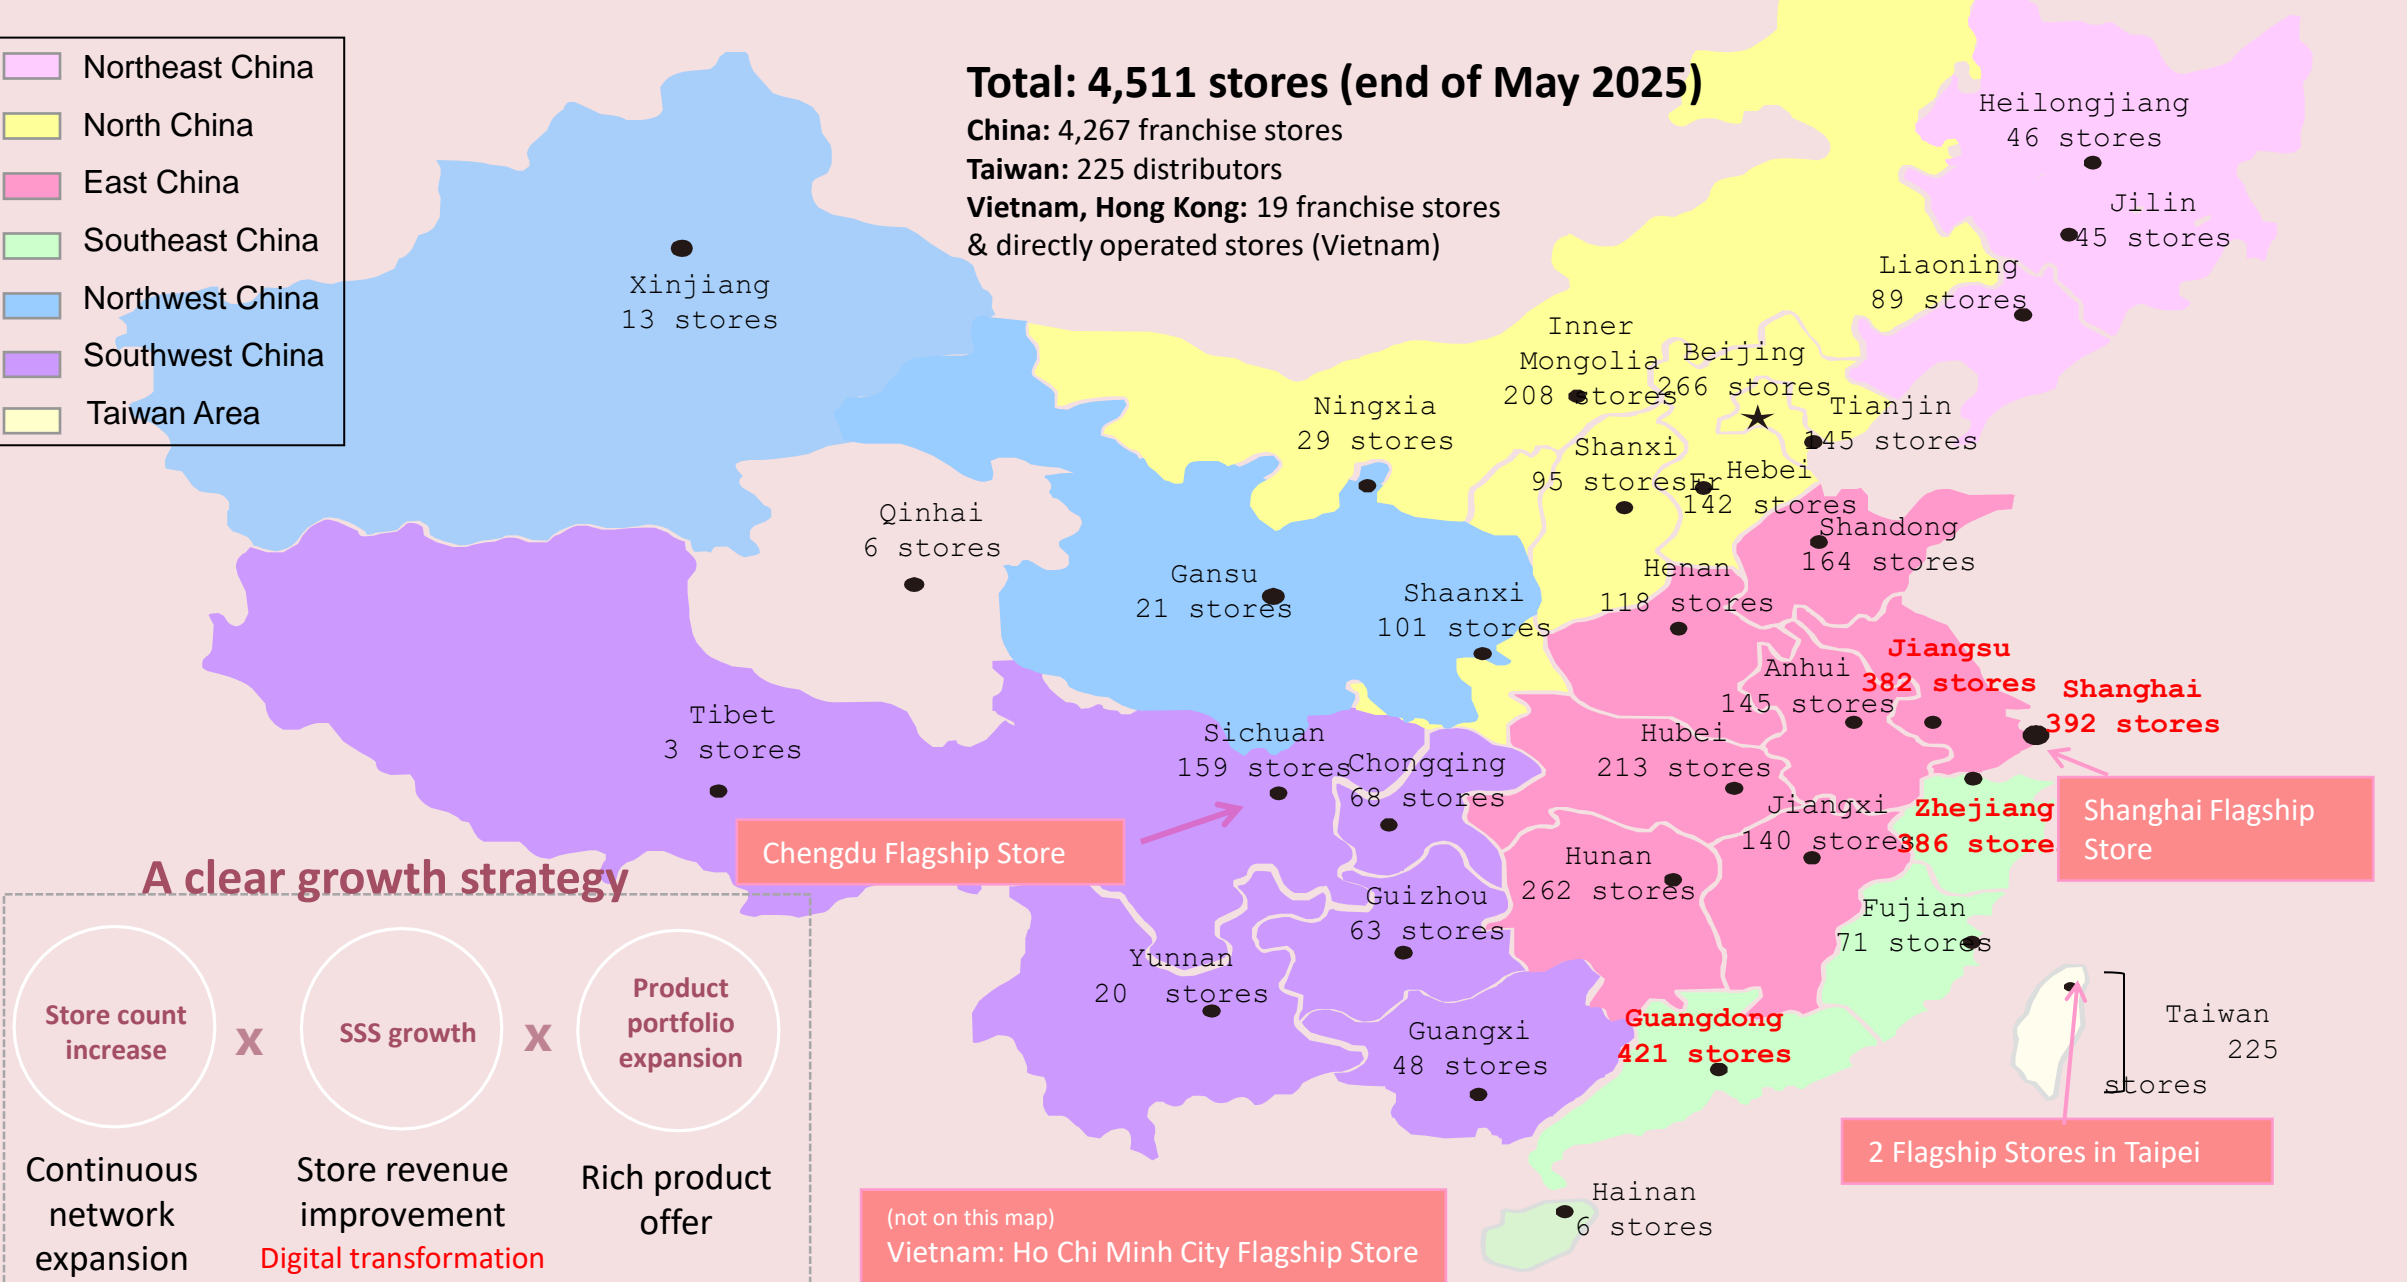 Northeast China
North China
East China
Southeast China
Northwest China
Southwest China
Taiwan Area
Total: 4,511 stores (end of May 2025)
China: 4,267 franchise stores
Taiwan: 225 distributors
Vietnam, Hong Kong: 19 franchise stores
& directly operated stores (Vietnam)
Heilongjiang
46 stores
Jilin
45 stores
Liaoning
89 stores
Xinjiang
13 stores
Inner
Mongolia
208 stores
Beijing
266 stores
Tianjin
145 stores
Ningxia
29 stores
Shanxi
95 storesEr
Hebei
142 stores
Qinhai
6 stores
Shandong
164 stores
Gansu
21 stores
Shaanxi
101 stores
Henan
118 stores
Jiangsu
382 stores
Anhui
145 stores
Shanghai
392 stores
Tibet
3 stores
Sichuan
159 stores
Chongqing
68 stores
Hubei
213 stores
Jiangxi
140 stores
Zhejiang
386 store
Shanghai Flagship
Store
Chengdu Flagship Store
Hunan
262 stores
Guizhou
63 stores
Fujian
71 stores
Yunnan
20 stores
Guangxi
48 stores
Guangdong
421 stores
Taiwan
225
stores
2 Flagship Stores in Taipei
Hainan
6 stores
(not on this map)
Vietnam: Ho Chi Minh City Flagship Store
A clear growth strategy
Store count
increase
x
SSS growth
x
Product
portfolio
expansion
Continuous
network
expansion
Store revenue
improvement
Digital transformation
Rich product
offer